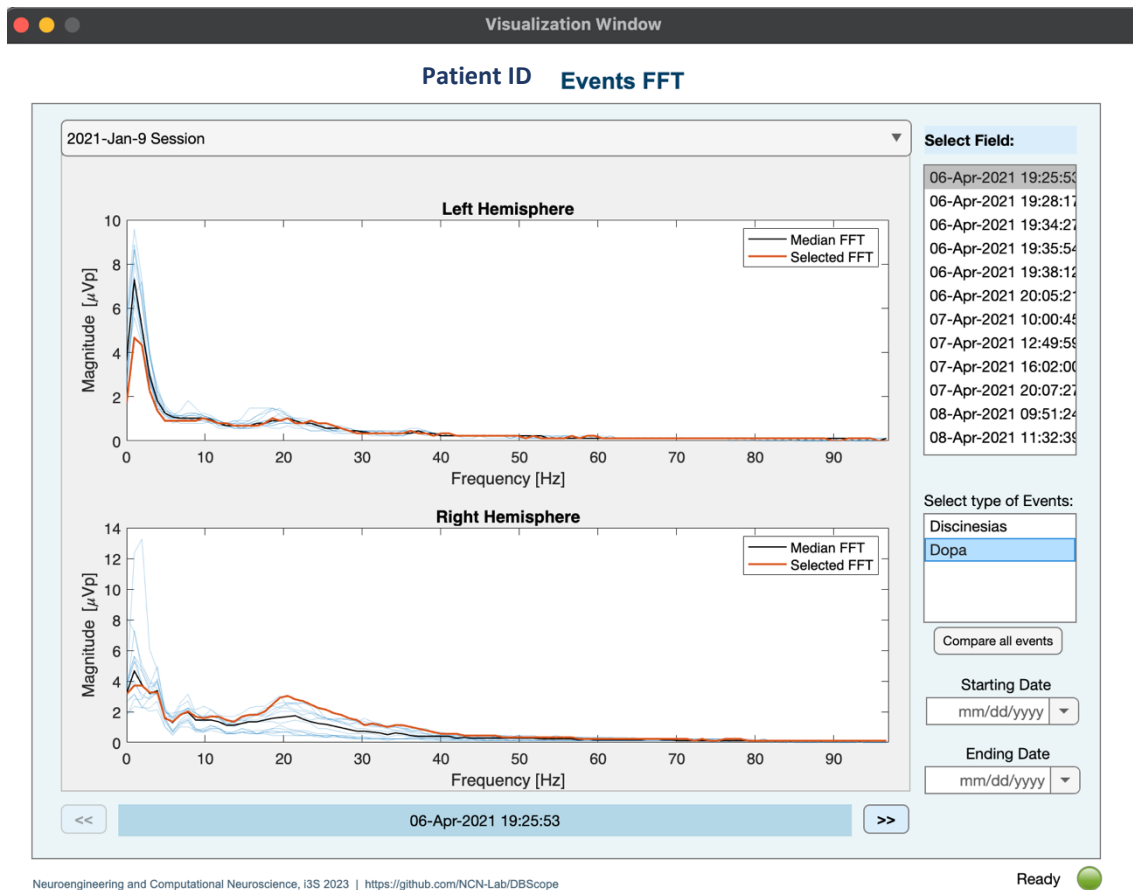 Visualization Window
Patient ID Events FFT
2021-Jan-9 Session
Left Hemisphere
Median FFT
Selected FFT
Magnitude [μVp]
10
8
6
4
2
0
0 10 20 30 40 50 60 70 80 90
Frequency [Hz]
Right Hemisphere
Median FFT
Selected FFT
Magnitude [μVp]
14
12
10
8
6
4
2
0
0 10 20 30 40 50 60 70 80 90
Frequency [Hz]
<<
06-Apr-2021 19:25:53
>>
Select Field:
06-Apr-2021 19:25:53
06-Apr-2021 19:28:17
06-Apr-2021 19:34:27
06-Apr-2021 19:35:54
06-Apr-2021 19:38:12
06-Apr-2021 20:05:21
07-Apr-2021 10:00:45
07-Apr-2021 12:49:59
07-Apr-2021 16:02:00
07-Apr-2021 20:07:27
08-Apr-2021 09:51:24
08-Apr-2021 11:32:39
Select type of Events:
Discinesias
Dopa
Compare all events
Starting Date
mm/dd/yyyy
Ending Date
mm/dd/yyyy
Neuroengineering and Computational Neuroscience, i3S 2023 | https://github.com/NCN-Lab/DBScope
Ready